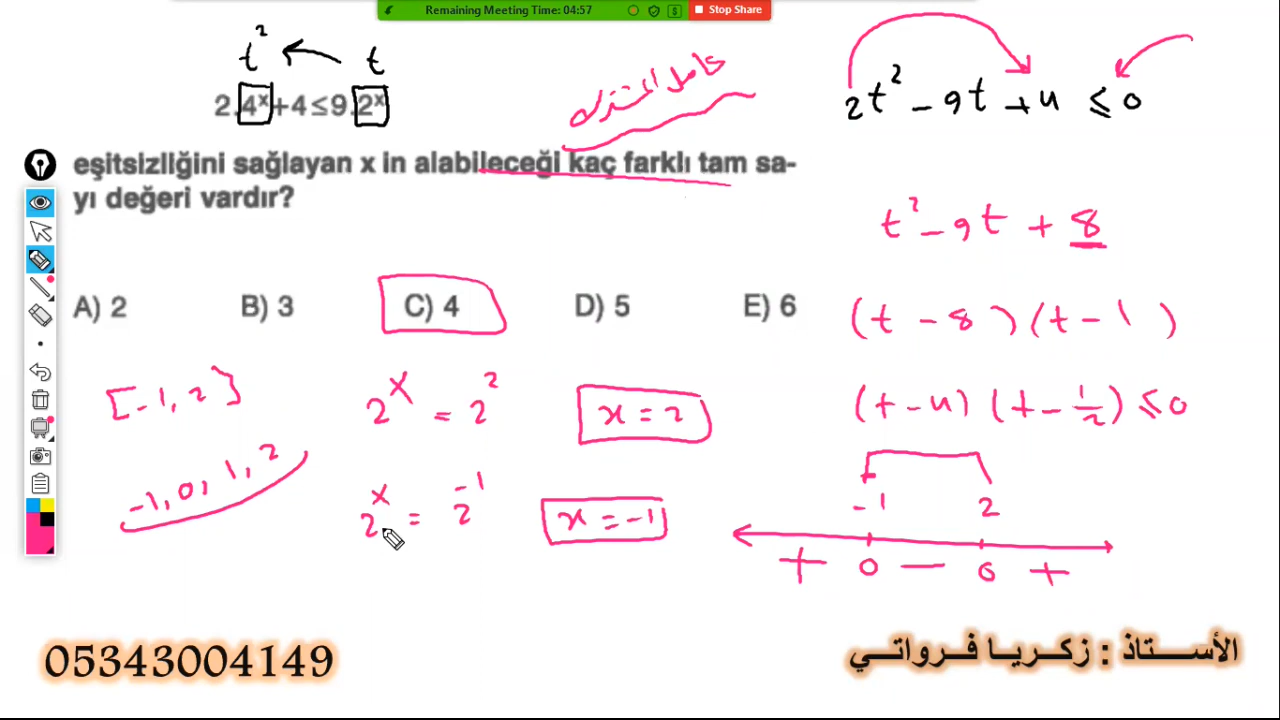 Remaining Meeting Time: 04:57 Stop Share
t² ← t
2.4ˣ+4≤9.2ˣ
عامل مشترك
2t² - 9t + 4 ≤ 0
eşitsizliğini sağlayan x in alabileceği kaç farklı tam sa-
yı değeri vardır?
t² - 9t + 8
A) 2 B) 3 C) 4 D) 5 E) 6
(t - 8) (t - 1)
[-1, 2]
2ˣ = 2²
x = 2
(t - 4) (t - 1/2) ≤ 0
-1, 0, 1, 2
2ˣ = 2⁻¹
x = -1
-1 2
+ 0 - 0 +
05343004149
الأستاذ : زكريا فرواتي